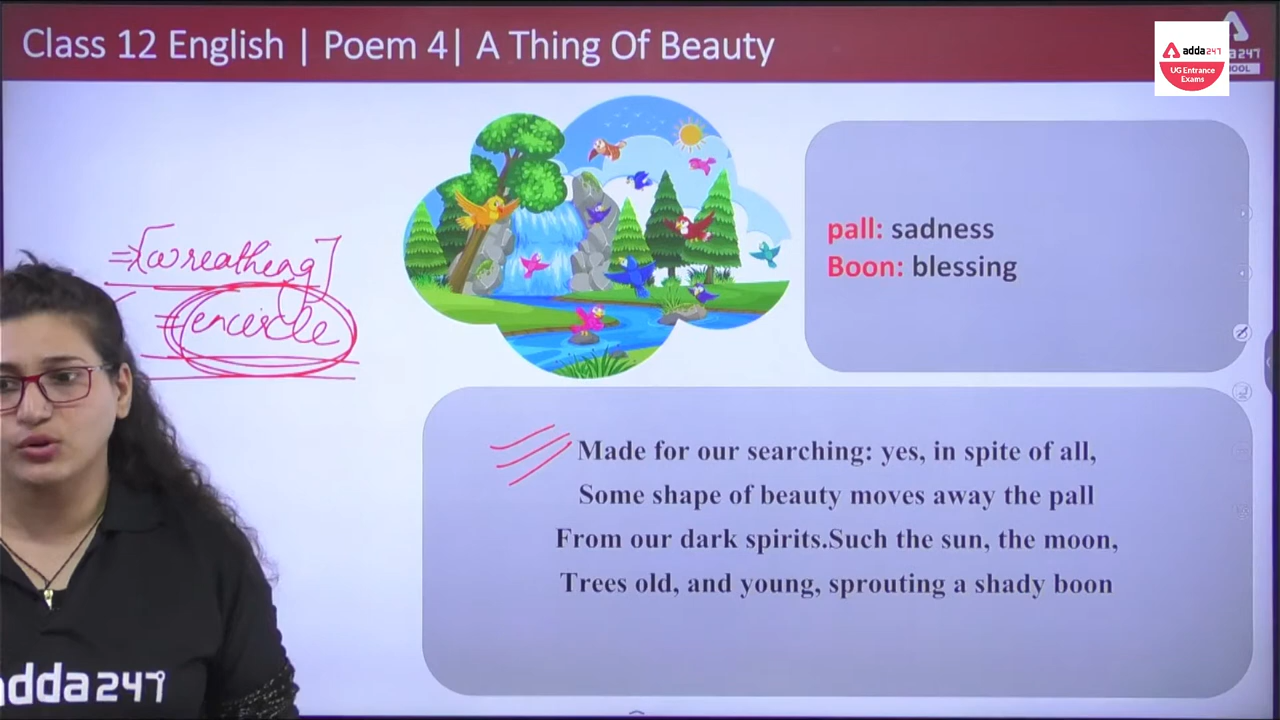 Class 12 English | Poem 4| A Thing Of Beauty
adda247
UG Entrance
Exams
pall: sadness
Boon: blessing
⇒[wreatheng]
=encircle
Made for our searching: yes, in spite of all,
Some shape of beauty moves away the pall
From our dark spirits.Such the sun, the moon,
Trees old, and young, sprouting a shady boon
adda247